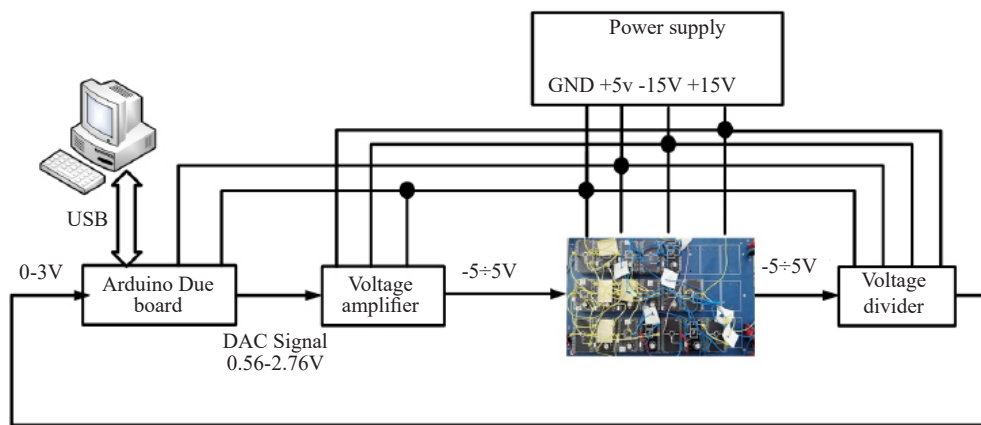 Power supply
GND +5v -15V +15V
USB
0-3V
Arduino Due
board
Voltage
amplifier
-5÷5V
-5÷5V
Voltage
divider
DAC Signal
0.56-2.76V